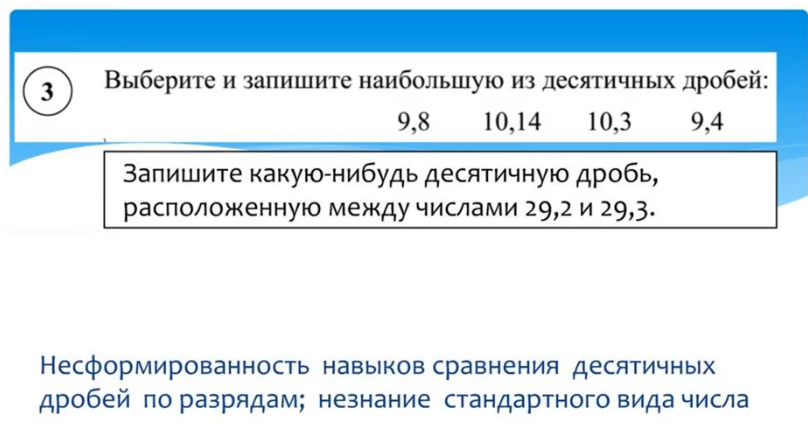 3
Выберите и запишите наибольшую из десятичных дробей:
9,8 10,14 10,3 9,4
Запишите какую-нибудь десятичную дробь,
расположенную между числами 29,2 и 29,3.
Несформированность навыков сравнения десятичных
дробей по разрядам; незнание стандартного вида числа